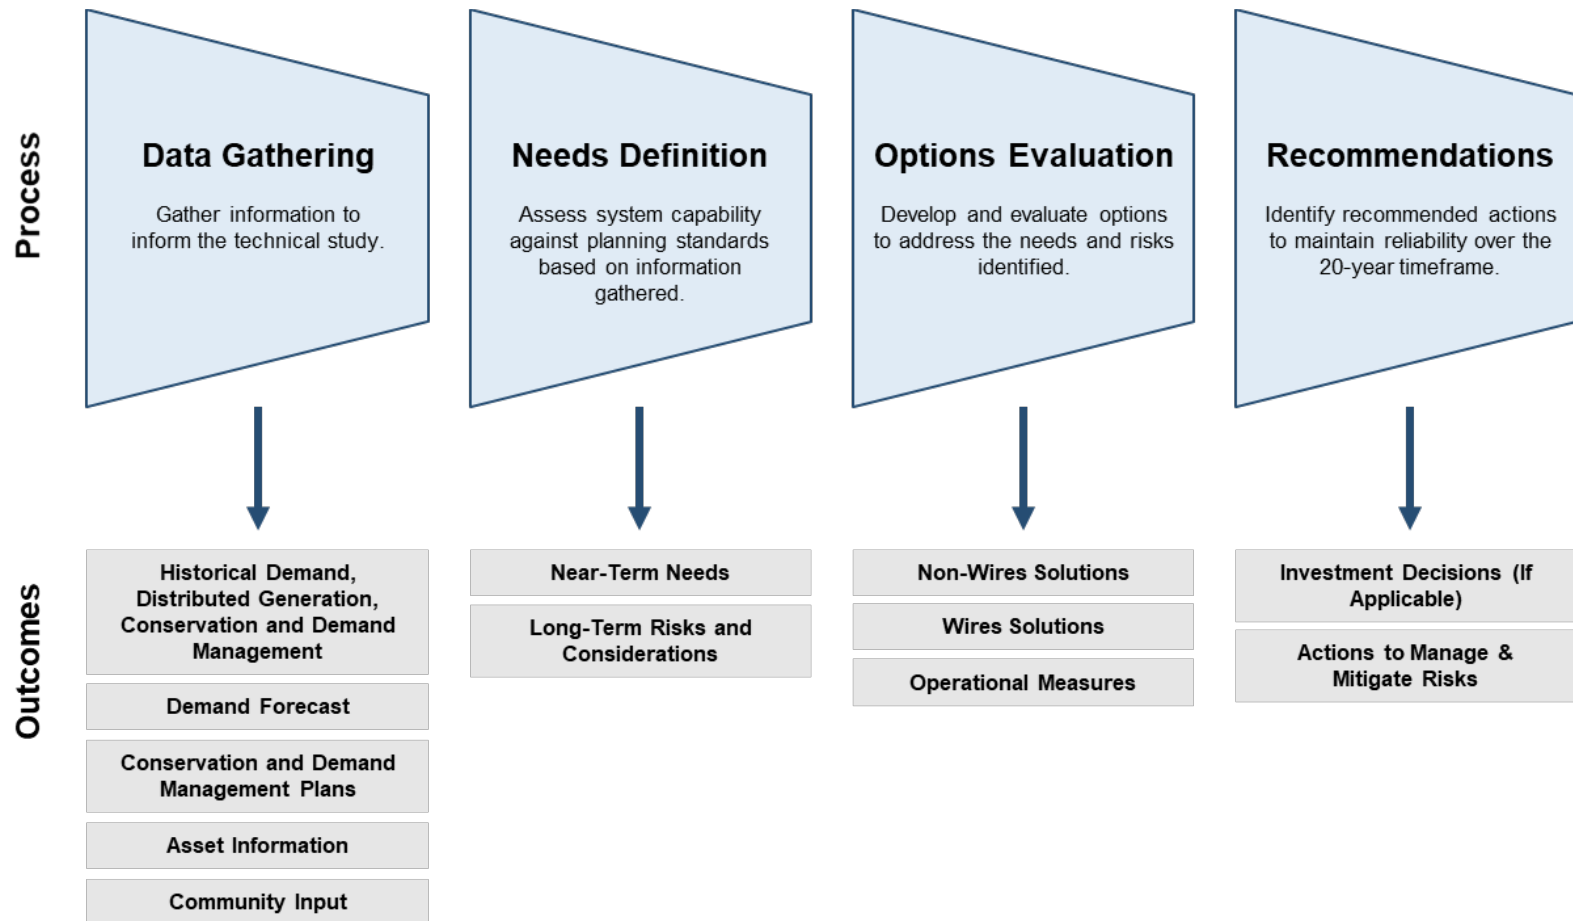 Process
Data Gathering
Gather information to
inform the technical study.
Needs Definition
Assess system capability
against planning standards
based on information
gathered.
Options Evaluation
Develop and evaluate options
to address the needs and risks
identified.
Recommendations
Identify recommended actions
to maintain reliability over the
20-year timeframe.
Outcomes
Historical Demand,
Distributed Generation,
Conservation and Demand
Management
Demand Forecast
Conservation and Demand
Management Plans
Asset Information
Community Input
Near-Term Needs
Long-Term Risks and
Considerations
Non-Wires Solutions
Wires Solutions
Operational Measures
Investment Decisions (If
Applicable)
Actions to Manage &
Mitigate Risks